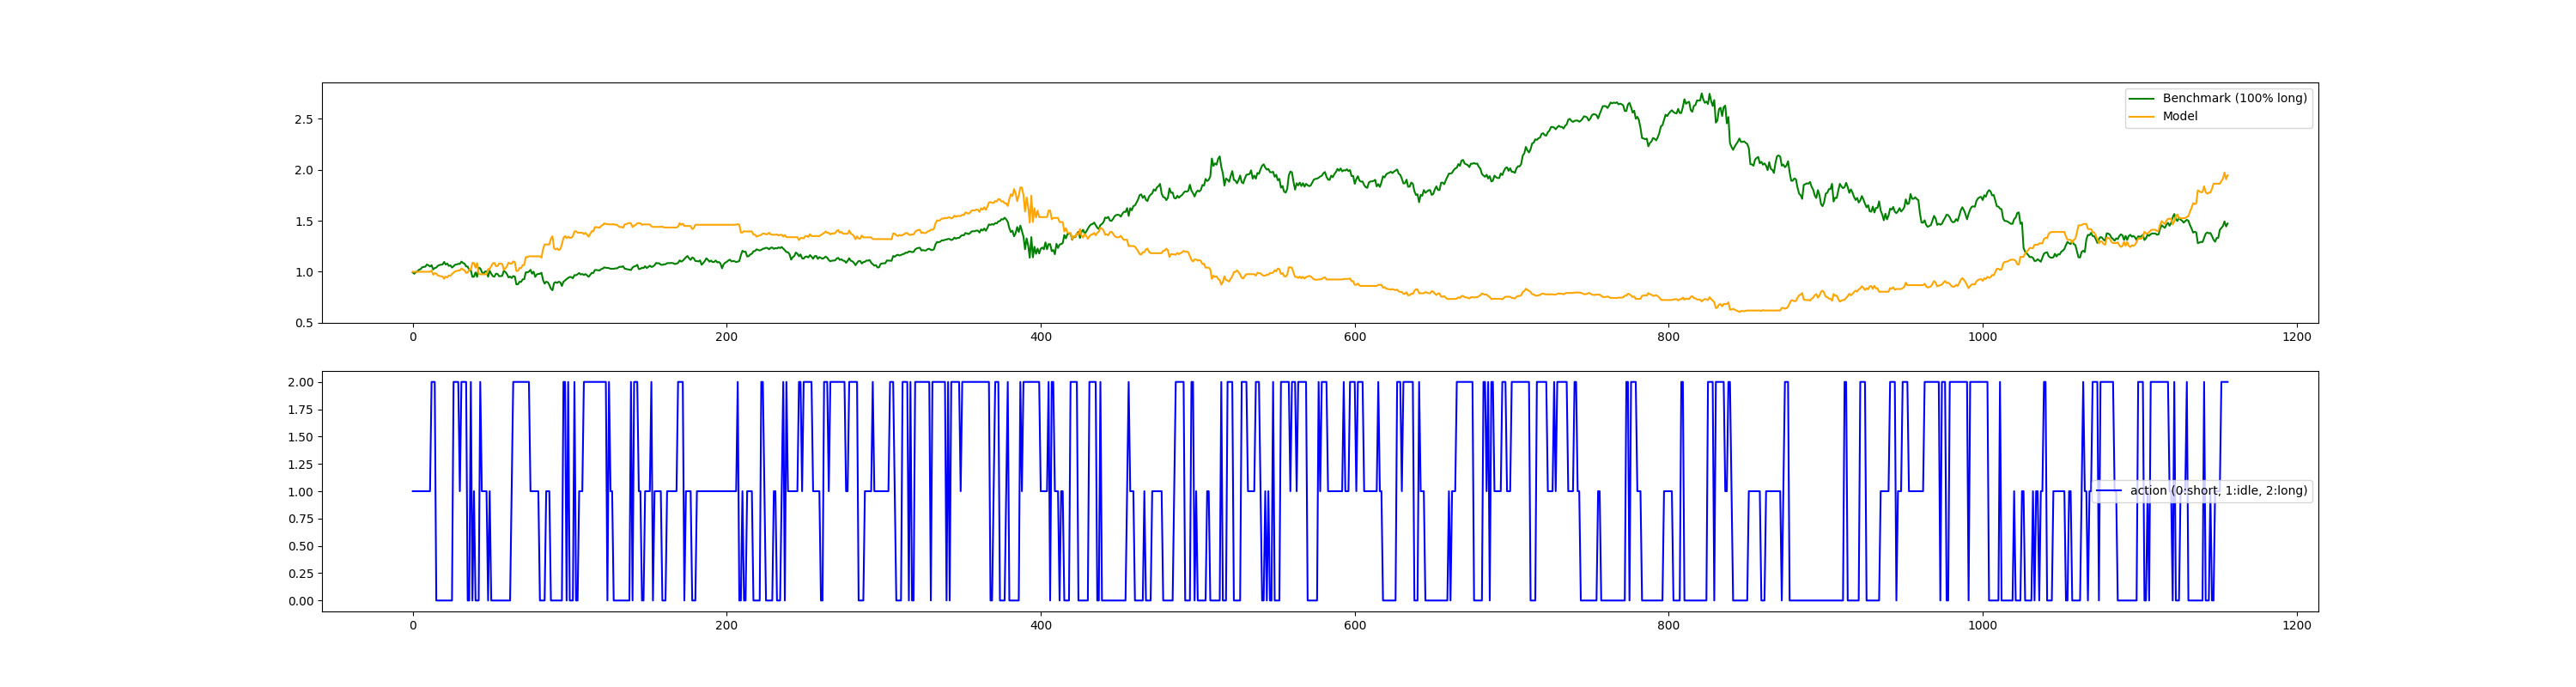 Benchmark (100% long)
Model
2.5
2.0
1.5
1.0
0.5
0 200 400 600 800 1000 1200
2.00
1.75
1.50
1.25
1.00
0.75
0.50
0.25
0.00
action (0:short, 1:idle, 2:long)
0 200 400 600 800 1000 1200